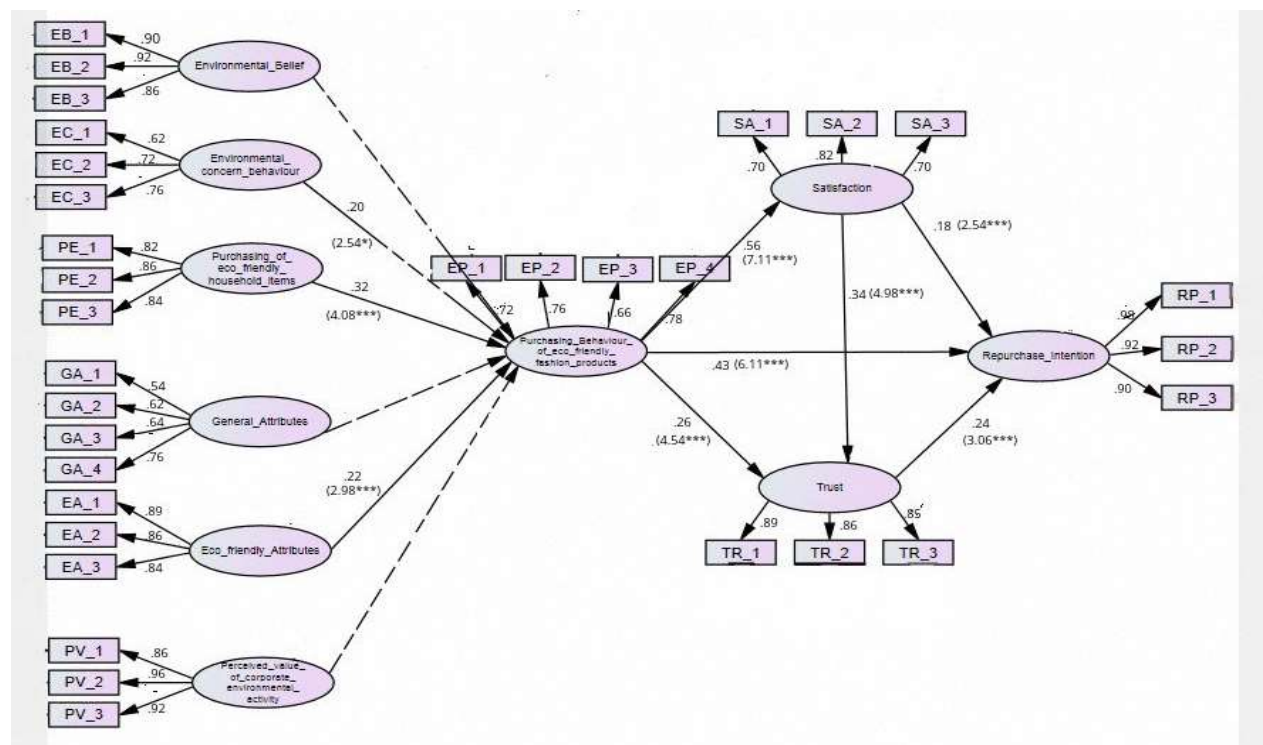 EB_1
.90
EB_2
.92
EB_3
.86
Environmental_Belief
EC_1
.62
EC_2
.72
EC_3
.76
Environmental_
concern_behaviour
.20
(2.54*)
PE_1
.82
PE_2
.86
PE_3
.84
Purchasing_of_
eco_friendly_
household_items
.32
(4.08***)
GA_1
.54
GA_2
.62
GA_3
.64
GA_4
.76
General_Attributes
EA_1
.89
EA_2
.86
EA_3
.84
Eco_friendly_Attributes
.22
(2.98***)
PV_1
.86
PV_2
.96
PV_3
.92
Perceived_value_
of_corporate_
environmental_
activity
EP_1
EP_2
EP_3
EP_4
.72
.76
.66
.78
Purchasing_Behaviour_
of_eco_friendly_
fashion_products
SA_1
SA_2
SA_3
.70
.82
.70
Satisfaction
.56
(7.11***)
.18 (2.54***)
.34 (4.98***)
.43 (6.11***)
.26
(4.54***)
.24
(3.06***)
Trust
.89
.86
.85
TR_1
TR_2
TR_3
Repurchase_Intention
RP_1
.98
RP_2
.92
RP_3
.90